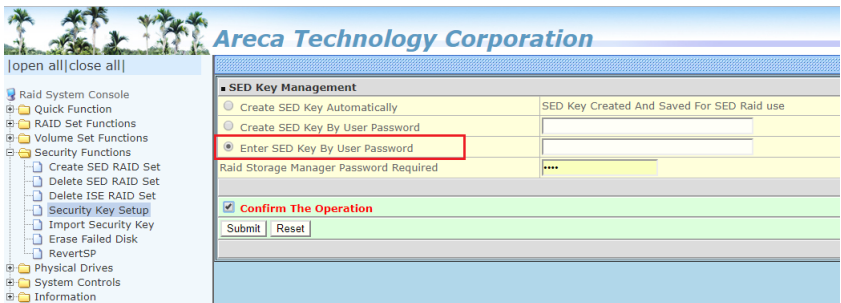 Areca Technology Corporation
|open all|close all|
Raid System Console
Quick Function
RAID Set Functions
Volume Set Functions
Security Functions
Create SED RAID Set
Delete SED RAID Set
Delete ISE RAID Set
Security Key Setup
Import Security Key
Erase Failed Disk
RevertSP
Physical Drives
System Controls
Information
SED Key Management
Create SED Key Automatically SED Key Created And Saved For SED Raid use
Create SED Key By User Password
Enter SED Key By User Password
Raid Storage Manager Password Required ••••
Confirm The Operation
Submit Reset